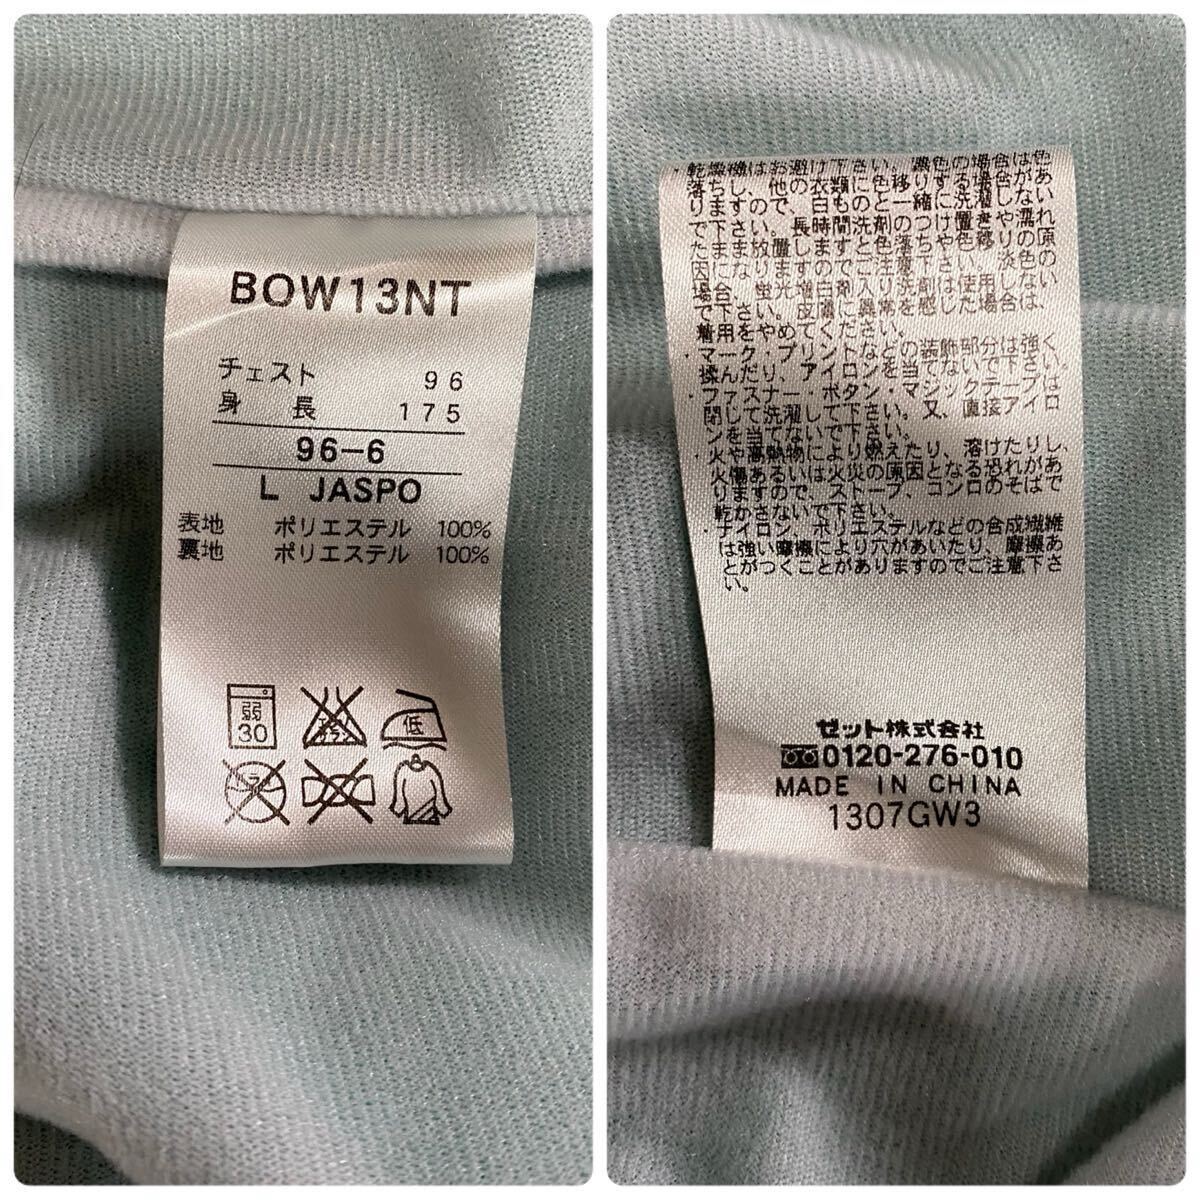 BOW13NT
チェスト 96
身長 175
96-6
L JASPO
表地 ポリエステル 100%
裏地 ポリエステル 100%
弱
30
エンソサラシ
低
ドライ
・乾燥機はお避け下さい。濃色の場合は色
落ちし、他の衣類に色移りする場合があ
りますので、白ものと一緒に洗濯しない
で下さい。長時間洗剤のつけ置きや濡れ
たまま放置しますと色落ちや色移りの原
因になりますのでご注意下さい。淡色の
場合、蛍光増白剤入り洗剤は使用しない
で下さい。皮膚に異常を感じた場合は、
着用をやめてください。
・マーク・プリントなどの装飾部分は強く
揉んだり、アイロンを当てないで下さい。
・ファスナー・ボタン・マジックテープは
閉じて洗濯して下さい。又、直接アイロ
ンを当てないで下さい。
・火や高熱物により燃えたり、溶けたりし、
火傷あるいは火災の原因となる恐れがあ
りますので、ストーブ、コンロのそばで
乾かさないで下さい。
・ナイロン、ポリエステルなどの合成繊維
は強い摩擦により穴があいたり、摩擦あ
とがつくことがありますのでご注意下さ
い。
ゼット株式会社
0120-276-010
MADE IN CHINA
1307GW3